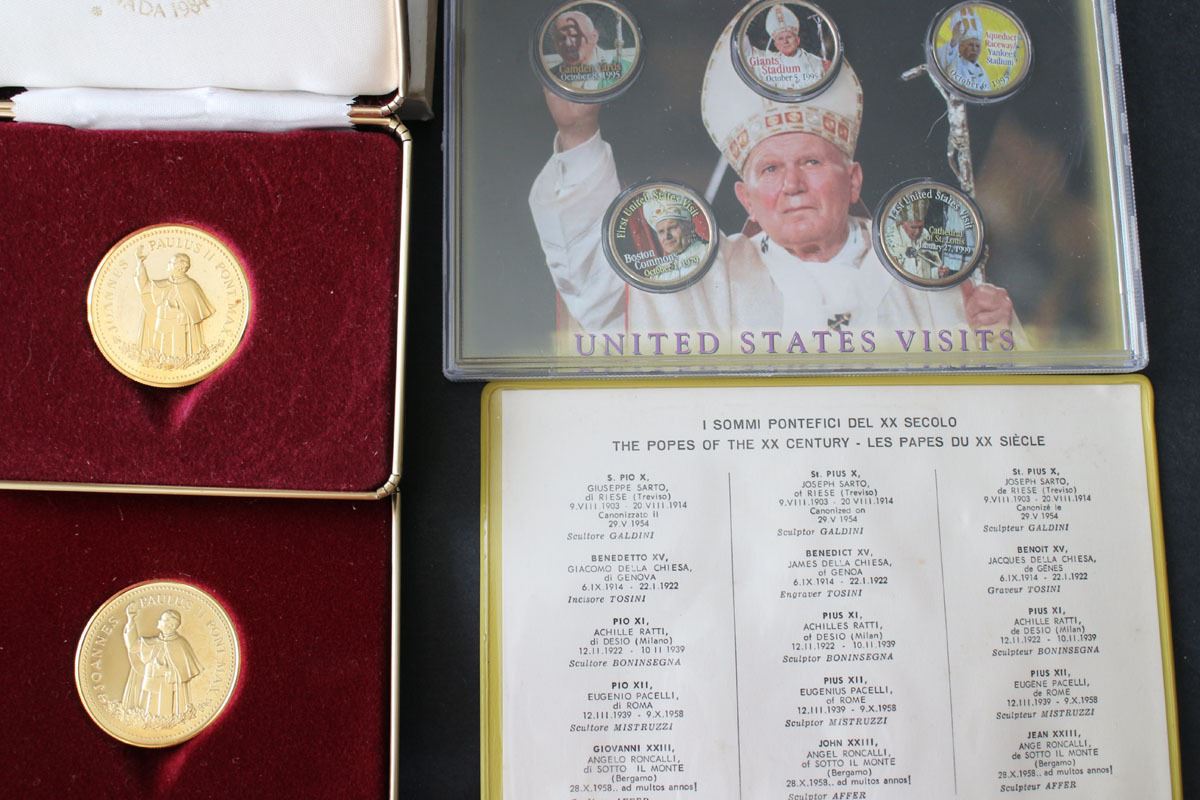 CANADA 1984
JOANNES PAULUS II PONT. MAX.
JOANNES PAULUS II PONT. MAX.
Camden Yards
October 8, 1995
Giants
Stadium
October 5, 1995
Aqueduct
Raceway/
Yankee
Stadium
October 6, 1995
First United States Visit
Boston
Commons
October 1, 1979
Last United States Visit
Cathedral
of St. Louis
January 27, 1999
UNITED STATES VISITS
I SOMMI PONTEFICI DEL XX SECOLO
THE POPES OF THE XX CENTURY - LES PAPES DU XX SIÈCLE
S. PIO X,
GIUSEPPE SARTO,
di RIESE (Treviso)
9.VIII.1903 - 20.VIII.1914
Canonizzato il
29.V 1954
Scultore GALDINI
BENEDETTO XV,
GIACOMO DELLA CHIESA,
di GENOVA
6.IX.1914 - 22.I.1922
Incisore TOSINI
PIO XI,
ACHILLE RATTI,
di DESIO (Milano)
12.II.1922 - 10.II.1939
Scultore BONINSEGNA
PIO XII,
EUGENIO PACELLI,
di ROMA
12.III.1939 - 9.X.1958
Scultore MISTRUZZI
GIOVANNI XXIII,
ANGELO RONCALLI,
di SOTTO IL MONTE
(Bergamo)
28.X.1958.. ad multos annos!
Scultore AFFER
St. PIUS X,
JOSEPH SARTO,
of RIESE (Treviso)
9.VIII.1903 - 20.VIII.1914
Canonized on
29.V 1954
Sculptor GALDINI
BENEDICT XV,
JAMES DELLA CHIESA,
of GENOA
6.IX.1914 - 22.I.1922
Engraver TOSINI
PIUS XI,
ACHILLES RATTI,
of DESIO (Milan)
12.II.1922 - 10.II.1939
Sculptor BONINSEGNA
PIUS XII,
EUGENIUS PACELLI,
of ROME
12.III.1939 - 9.X.1958
Sculptor MISTRUZZI
JOHN XXIII,
ANGEL RONCALLI,
of SOTTO IL MONTE
(Bergamo)
28.X.1958.. ad multos annos!
Sculptor AFFER
St. PIUS X,
JOSEPH SARTO,
de RIESE (Treviso)
9.VIII.1903 - 20.VIII.1914
Canonizé le
29.V 1954
Sculpteur GALDINI
BENOIT XV,
JACQUES DELLA CHIESA,
de GÊNES
6.IX.1914 - 22.I.1922
Graveur TOSINI
PIUS XI,
ACHILLE RATTI,
de DESIO (Milan)
12.II.1922 - 10.II.1939
Sculpteur BONINSEGNA
PIUS XII,
EUGÈNE PACELLI,
de ROME
12.III.1939 - 9.X.1958
Sculpteur MISTRUZZI
JEAN XXIII,
ANGE RONCALLI,
de SOTTO IL MONTE
(Bergamo)
28.X.1958.. ad multos annos!
Sculpteur AFFER